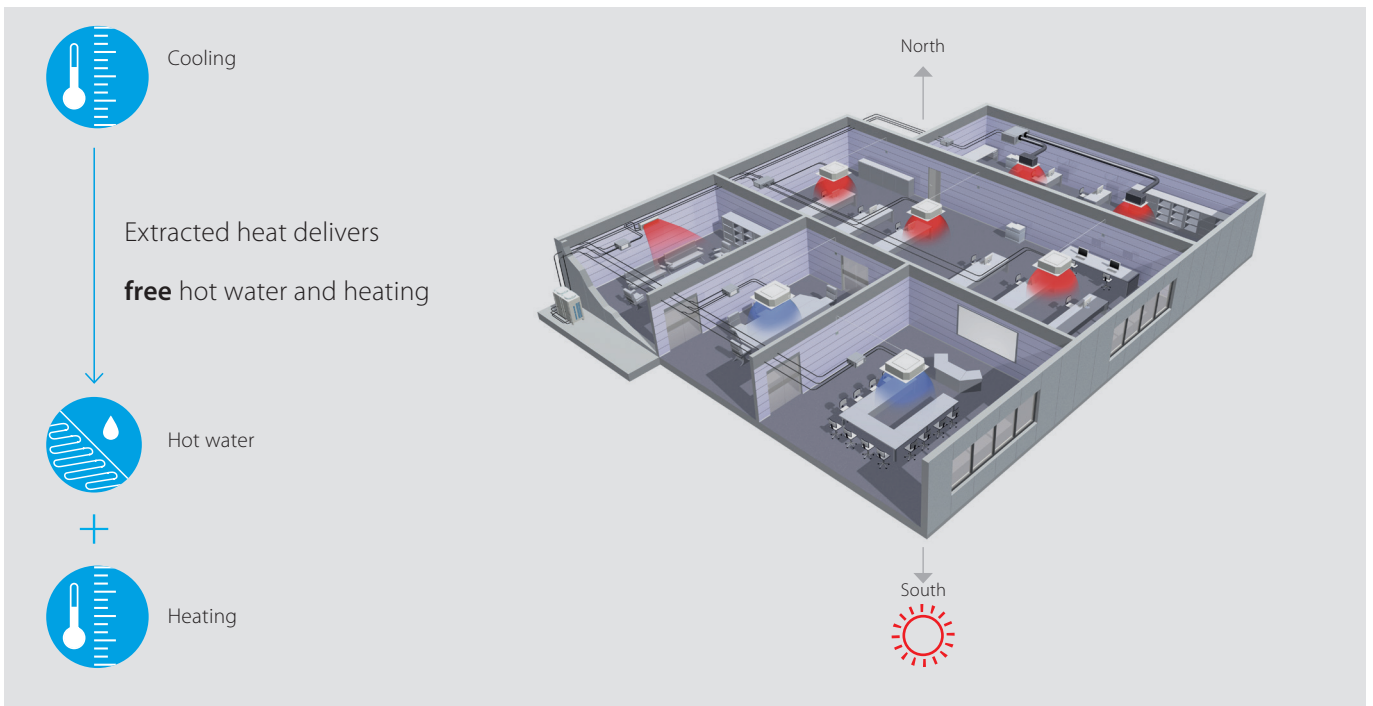 Cooling
Extracted heat delivers
free hot water and heating
Hot water
Heating
North
South